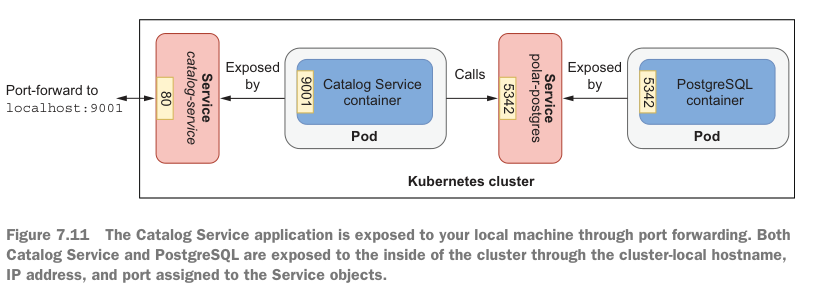 Port-forward to
localhost:9001
80
Service
catalog-service
Exposed
by
9001
Catalog Service
container
Pod
Calls
5342
Service
polar-postgres
Exposed
by
5342
PostgreSQL
container
Pod
Kubernetes cluster
Figure 7.11 The Catalog Service application is exposed to your local machine through port forwarding. Both
Catalog Service and PostgreSQL are exposed to the inside of the cluster through the cluster-local hostname,
IP address, and port assigned to the Service objects.